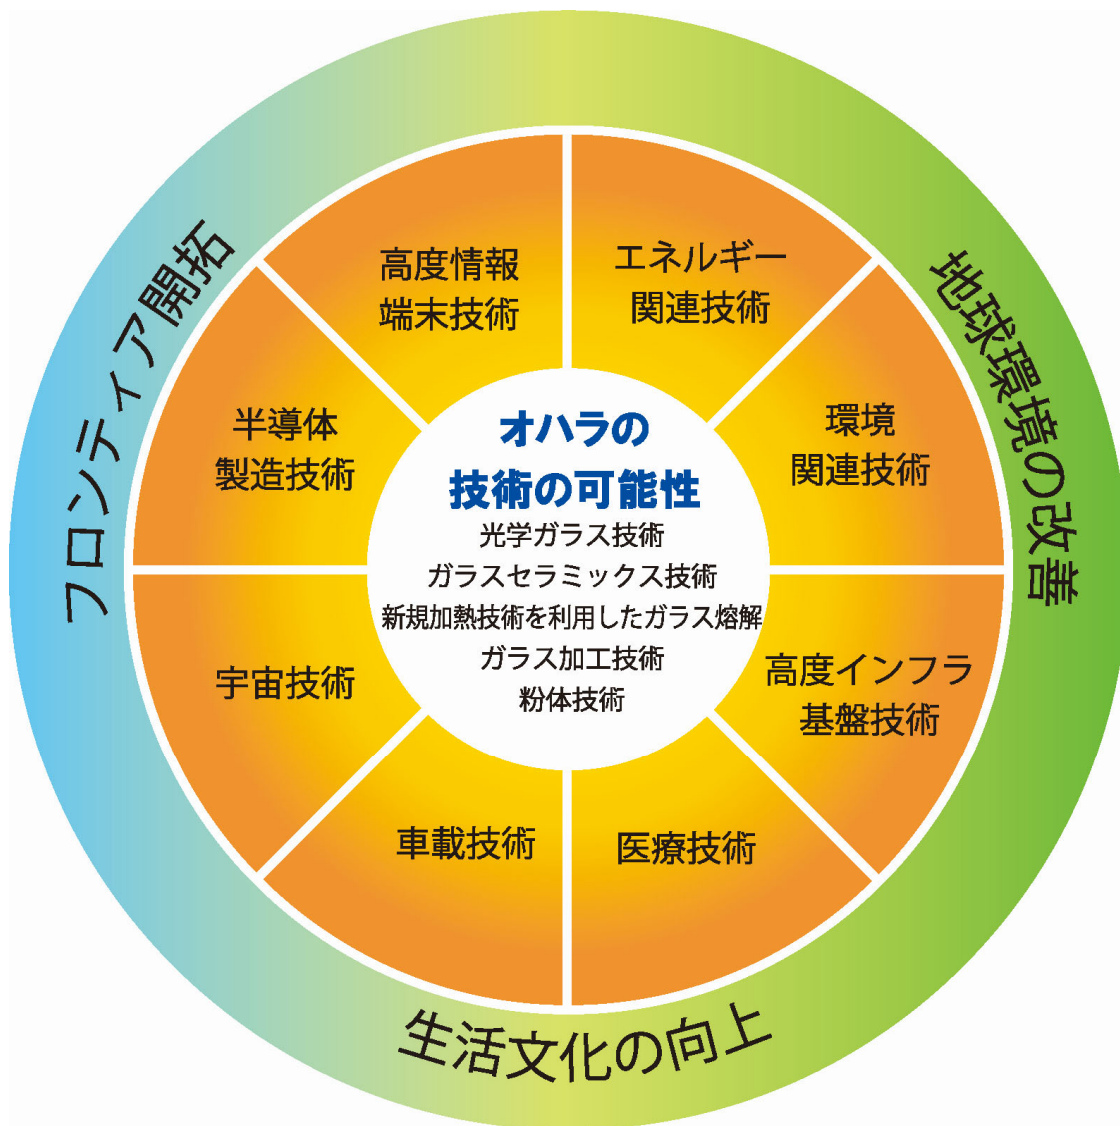 フロンティア開拓
地球環境の改善
生活文化の向上
高度情報
端末技術
エネルギー
関連技術
環境
関連技術
高度インフラ
基盤技術
医療技術
車載技術
宇宙技術
半導体
製造技術
オハラの
技術の可能性
光学ガラス技術
ガラスセラミックス技術
新規加熱技術を利用したガラス熔解
ガラス加工技術
粉体技術